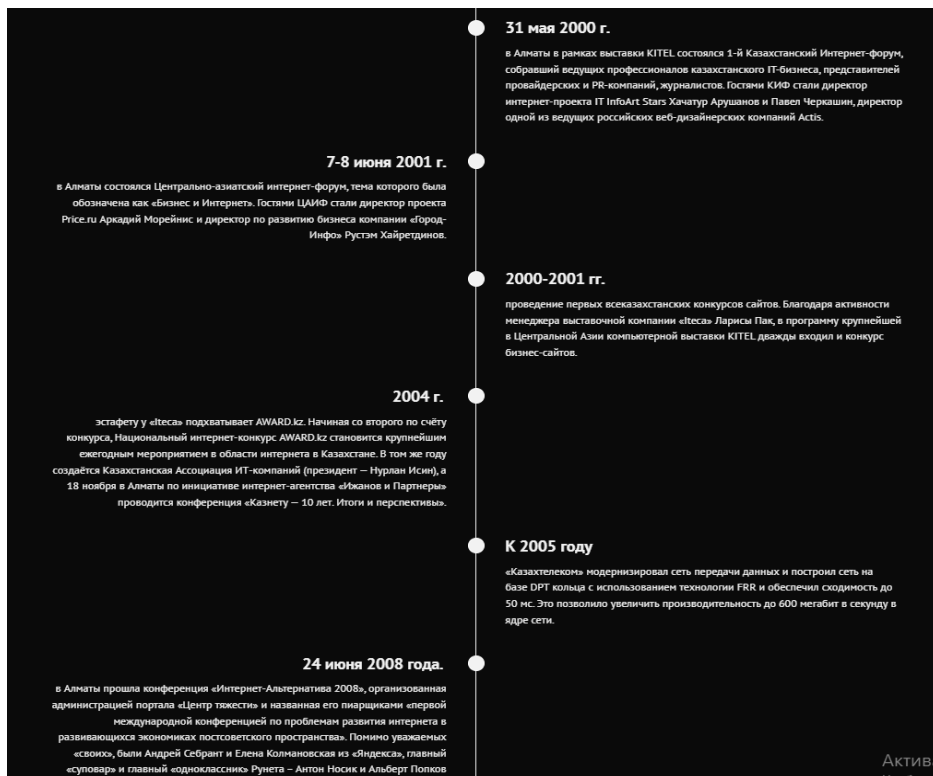 31 мая 2000 г.
в Алматы в рамках выставки KITEL состоялся 1-й Казахстанский Интернет-форум,
собравший ведущих профессионалов казахстанского IT-бизнеса, представителей
провайдерских и PR-компаний, журналистов. Гостями КИФ стали директор
интернет-проекта IT InfoArt Stars Хачатур Арушанов и Павел Черкашин, директор
одной из ведущих российских веб-дизайнерских компаний Actis.
7-8 июня 2001 г.
в Алматы состоялся Центрально-азиатский интернет-форум, тема которого была
обозначена как «Бизнес и Интернет». Гостями ЦАИФ стали директор проекта
Price.ru Аркадий Морейнис и директор по развитию бизнеса компании «Город-
Инфо» Рустэм Хайретдинов.
2000-2001 гг.
проведение первых всеказахстанских конкурсов сайтов. Благодаря активности
менеджера выставочной компании «Iteca» Ларисы Пак, в программу крупнейшей
в Центральной Азии компьютерной выставки KITEL дважды входил и конкурс
бизнес-сайтов.
2004 г.
эстафету у «Iteca» подхватывает AWARD.kz. Начиная со второго по счёту
конкурса, Национальный интернет-конкурс AWARD.kz становится крупнейшим
ежегодным мероприятием в области интернета в Казахстане. В том же году
создаётся Казахстанская Ассоциация ИТ-компаний (президент — Нурлан Исин), а
18 ноября в Алматы по инициативе интернет-агентства «Ижанов и Партнеры»
проводится конференция «Казнету — 10 лет. Итоги и перспективы».
К 2005 году
«Казахтелеком» модернизировал сеть передачи данных и построил сеть на
базе DPT кольца с использованием технологии FRR и обеспечил сходимость до
50 мс. Это позволило увеличить производительность до 600 мегабит в секунду в
ядре сети.
24 июня 2008 года.
в Алматы прошла конференция «Интернет-Альтернатива 2008», организованная
администрацией портала «Центр тяжести» и названная его пиарщиками «первой
международной конференцией по проблемам развития интернета в
развивающихся экономиках постсоветского пространства». Помимо уважаемых
«своих», были Андрей Себрант и Елена Колмановская из «Яндекса», главный
«суповар» и главный «одноклассник» Рунета – Антон Носик и Альберт Попков
Актив